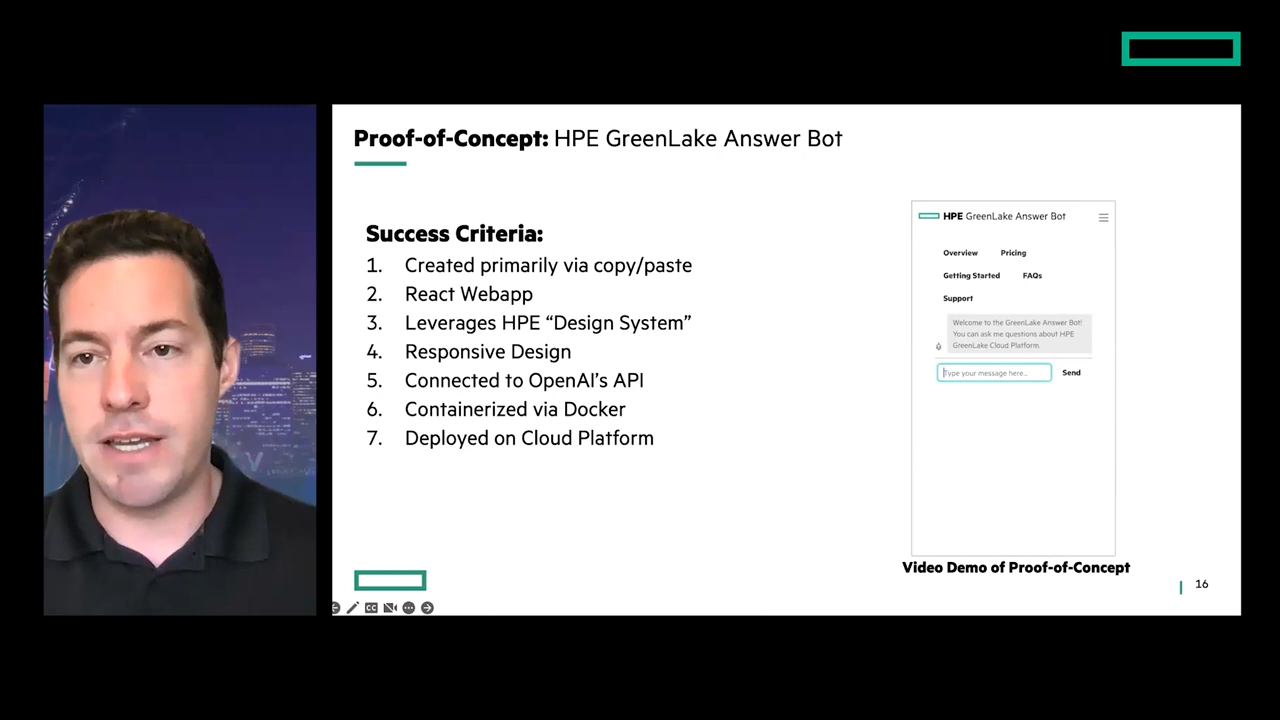 Proof-of-Concept: HPE GreenLake Answer Bot
Success Criteria:
1. Created primarily via copy/paste
2. React Webapp
3. Leverages HPE “Design System”
4. Responsive Design
5. Connected to OpenAI’s API
6. Containerized via Docker
7. Deployed on Cloud Platform
HPE GreenLake Answer Bot
Overview Pricing
Getting Started FAQs
Support
Welcome to the GreenLake Answer Bot!
You can ask me questions about HPE
GreenLake Cloud Platform.
Type your message here...
Send
Video Demo of Proof-of-Concept
16
CC